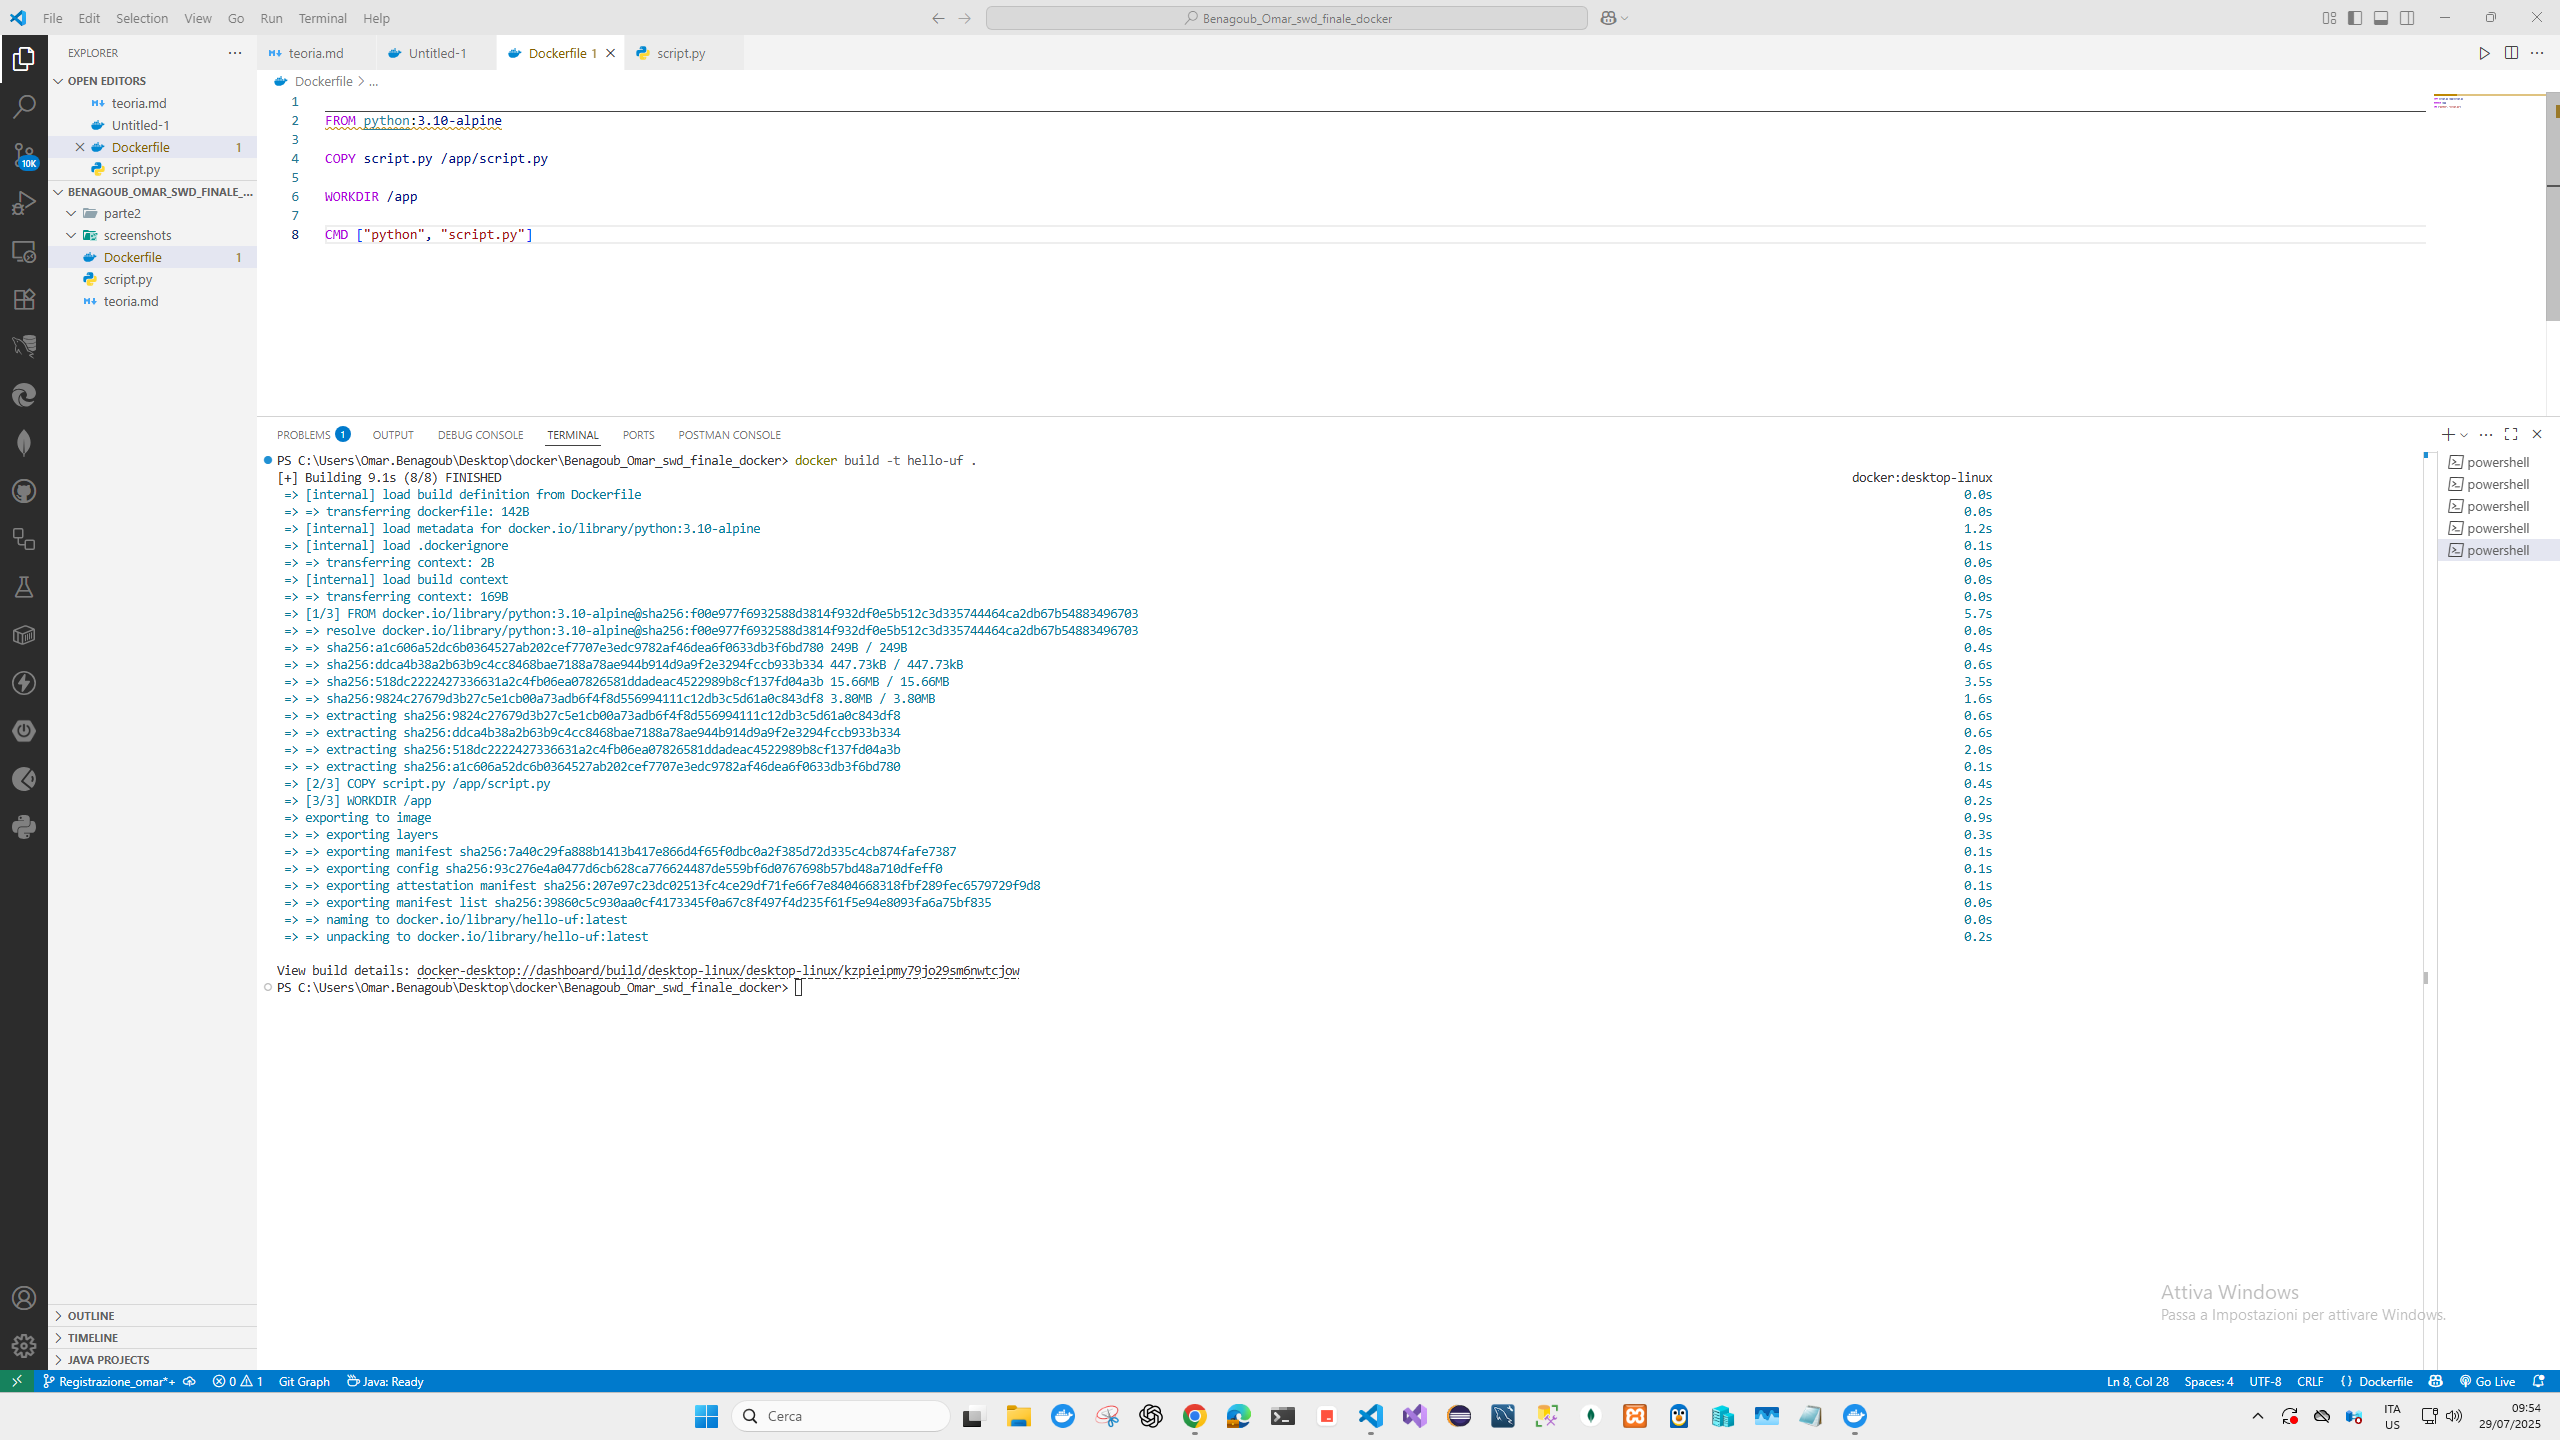 File Edit Selection View Go Run Terminal Help
Benagoub_Omar_swd_finale_docker
EXPLORER
OPEN EDITORS
teoria.md
Untitled-1
Dockerfile 1
script.py
BENAGOUB_OMAR_SWD_FINALE_...
parte2
screenshots
Dockerfile 1
script.py
teoria.md
OUTLINE
TIMELINE
JAVA PROJECTS
10K
teoria.md Untitled-1 Dockerfile 1 script.py
Dockerfile > ...
1
2 FROM python:3.10-alpine
3
4 COPY script.py /app/script.py
5
6 WORKDIR /app
7
8 CMD ["python", "script.py"]
PROBLEMS 1 OUTPUT DEBUG CONSOLE TERMINAL PORTS POSTMAN CONSOLE
PS C:\Users\Omar.Benagoub\Desktop\docker\Benagoub_Omar_swd_finale_docker> docker build -t hello-uf .
[+] Building 9.1s (8/8) FINISHED docker:desktop-linux
=> [internal] load build definition from Dockerfile 0.0s
=> => transferring dockerfile: 142B 0.0s
=> [internal] load metadata for docker.io/library/python:3.10-alpine 1.2s
=> [internal] load .dockerignore 0.1s
=> => transferring context: 2B 0.0s
=> [internal] load build context 0.0s
=> => transferring context: 169B 0.0s
=> [1/3] FROM docker.io/library/python:3.10-alpine@sha256:f00e977f6932588d3814f932df0e5b512c3d335744464ca2db67b54883496703 5.7s
=> => resolve docker.io/library/python:3.10-alpine@sha256:f00e977f6932588d3814f932df0e5b512c3d335744464ca2db67b54883496703 0.0s
=> => sha256:a1c606a52dc6b0364527ab202cef7707e3edc9782af46dea6f0633db3f6bd780 249B / 249B 0.4s
=> => sha256:ddca4b38a2b63b9c4cc8468bae7188a78ae944b914d9a9f2e3294fccb933b334 447.73kB / 447.73kB 0.6s
=> => sha256:518dc2222427336631a2c4fb06ea07826581ddadeac4522989b8cf137fd04a3b 15.66MB / 15.66MB 3.5s
=> => sha256:9824c27679d3b27c5e1cb00a73adb6f4f8d556994111c12db3c5d61a0c843df8 3.80MB / 3.80MB 1.6s
=> => extracting sha256:9824c27679d3b27c5e1cb00a73adb6f4f8d556994111c12db3c5d61a0c843df8 0.6s
=> => extracting sha256:ddca4b38a2b63b9c4cc8468bae7188a78ae944b914d9a9f2e3294fccb933b334 0.6s
=> => extracting sha256:518dc2222427336631a2c4fb06ea07826581ddadeac4522989b8cf137fd04a3b 2.0s
=> => extracting sha256:a1c606a52dc6b0364527ab202cef7707e3edc9782af46dea6f0633db3f6bd780 0.1s
=> [2/3] COPY script.py /app/script.py 0.4s
=> [3/3] WORKDIR /app 0.2s
=> exporting to image 0.9s
=> => exporting layers 0.3s
=> => exporting manifest sha256:7a40c29fa888b1413b417e866d4f65f0dbc0a2f385d72d335c4cb874fafe7387 0.1s
=> => exporting config sha256:93c276e4a0477d6cb628ca776624487de559bf6d0767698b57bd48a710dfeff0 0.1s
=> => exporting attestation manifest sha256:207e97c23dc02513fc4ce29df71fe66f7e8404668318fbf289fec6579729f9d8 0.1s
=> => exporting manifest list sha256:39860c5c930aa0cf4173345f0a67c8f497f4d235f61f5e94e8093fa6a75bf835 0.0s
=> => naming to docker.io/library/hello-uf:latest 0.0s
=> => unpacking to docker.io/library/hello-uf:latest 0.2s
View build details: docker-desktop://dashboard/build/desktop-linux/desktop-linux/kzpieipmy79jo29sm6nwtcjow
PS C:\Users\Omar.Benagoub\Desktop\docker\Benagoub_Omar_swd_finale_docker>
powershell
powershell
powershell
powershell
powershell
Attiva Windows
Passa a Impostazioni per attivare Windows.
Registrazione_omar*+ 0 1 Git Graph Java: Ready Ln 8, Col 28 Spaces: 4 UTF-8 CRLF {} Dockerfile Go Live
Cerca
ITA
US
09:54
29/07/2025